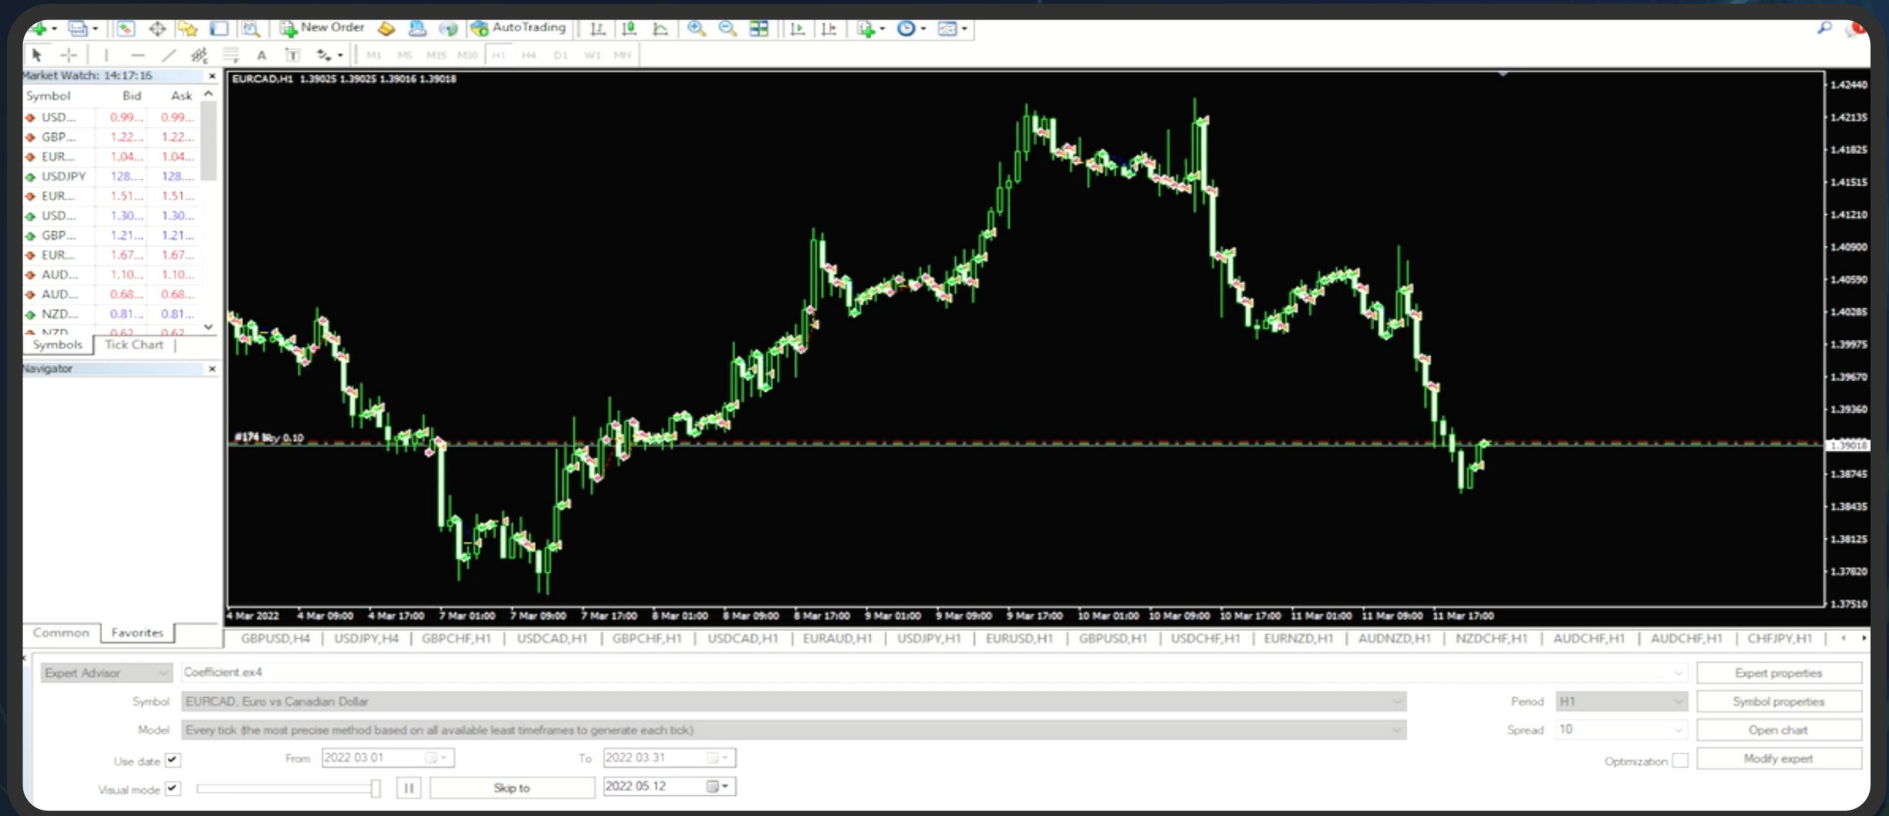 New Order AutoTrading
A T M1 M5 M15 M30 H1 H4 D1 W1 MN
Market Watch: 14:17:16
Symbol Bid Ask
USD... 0.99... 0.99...
GBP... 1.22... 1.22...
EUR... 1.04... 1.04...
USDJPY 128.... 128....
EUR... 1.51... 1.51...
USD... 1.30... 1.30...
GBP... 1.21... 1.21...
EUR... 1.67... 1.67...
AUD... 1.10... 1.10...
AUD... 0.68... 0.68...
NZD... 0.81... 0.81...
NZD 0.62 0.62
Symbols | Tick Chart |
Navigator
Common Favorites
EURCAD,H1 1.39025 1.39025 1.39016 1.39018
1.42440
1.42135
1.41825
1.41515
1.41210
1.40900
1.40590
1.40285
1.39975
1.39670
1.39360
1.39018
1.38745
1.38435
1.38125
1.37820
1.37510
buy 0.10
4 Mar 2022 4 Mar 09:00 4 Mar 17:00 7 Mar 01:00 7 Mar 09:00 7 Mar 17:00 8 Mar 01:00 8 Mar 09:00 8 Mar 17:00 9 Mar 01:00 9 Mar 09:00 9 Mar 17:00 10 Mar 01:00 10 Mar 09:00 10 Mar 17:00 11 Mar 01:00 11 Mar 09:00 11 Mar 17:00
GBPUSD,H4 | USDJPY,H4 | GBPCHF,H1 | USDCAD,H1 | GBPCHF,H1 | USDCAD,H1 | EURAUD,H1 | USDJPY,H1 | EURUSD,H1 | GBPUSD,H1 | USDCHF,H1 | EURNZD,H1 | AUDNZD,H1 | NZDCHF,H1 | AUDCHF,H1 | AUDCHF,H1 | CHFJPY,H1 |
Expert Advisor Coefficient.ex4 Expert properties
Symbol EURCAD, Euro vs Canadian Dollar Period H1 Symbol properties
Model Every tick (the most precise method based on all available least timeframes to generate each tick) Spread 10 Open chart
Use date From 2022.03.01 To 2022.03.31 Optimization Modify expert
Visual mode Skip to 2022.05.12